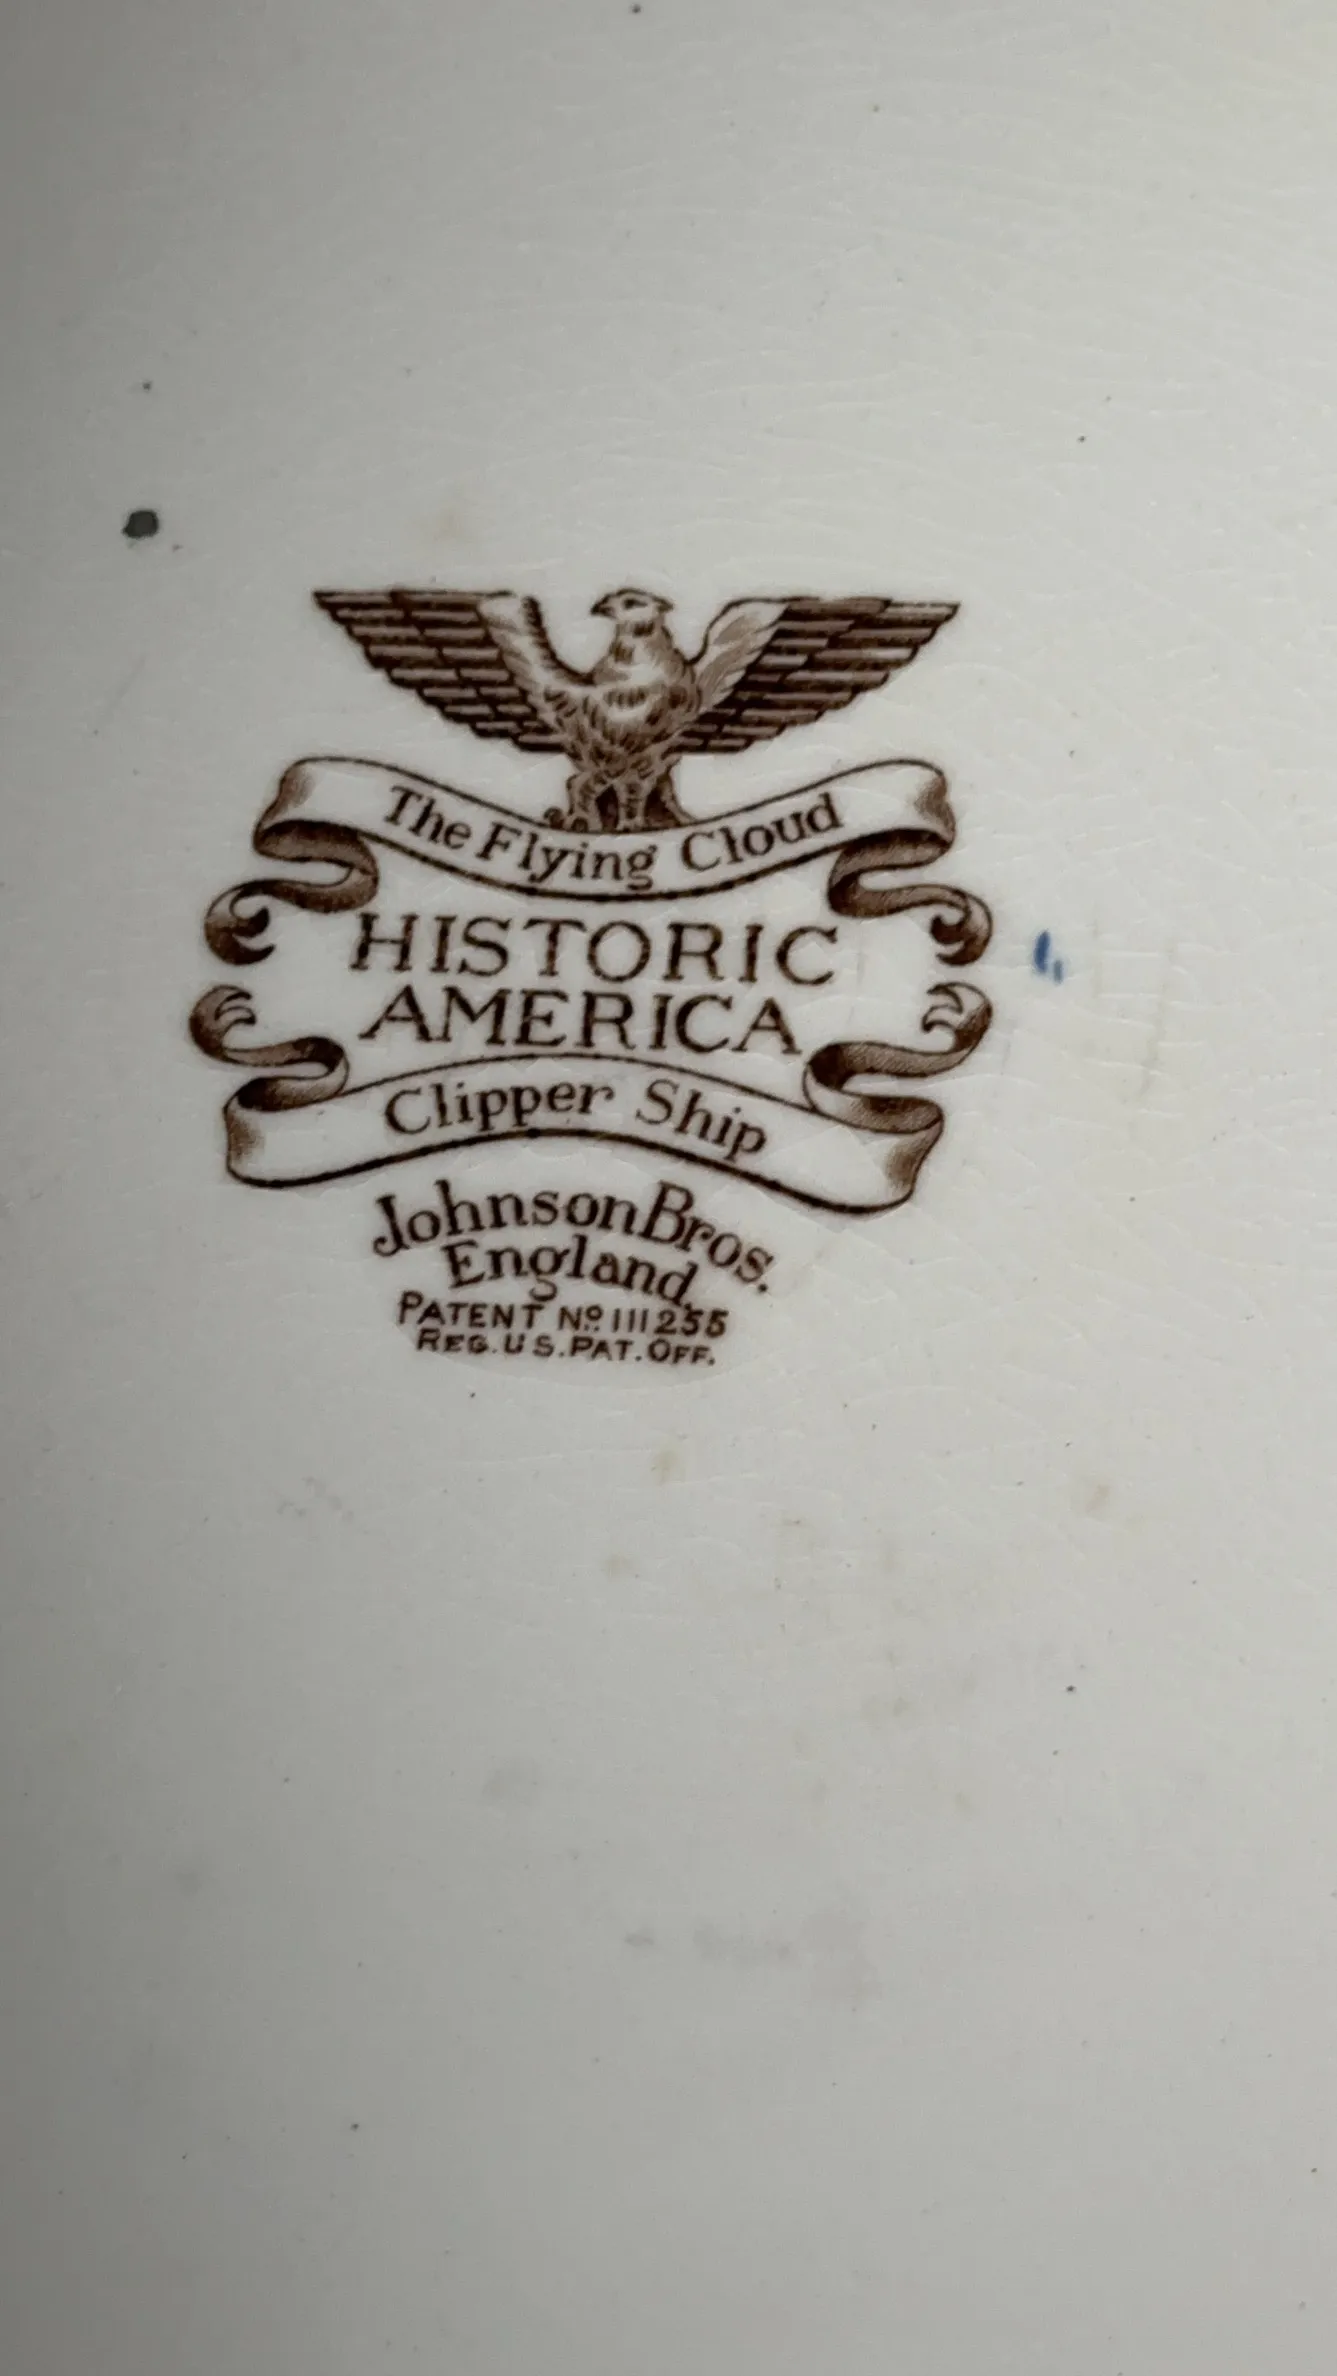 The Flying Cloud
HISTORIC
AMERICA
Clipper Ship
Johnson Bros.
England.
PATENT Nº 111255
REG. U S. PAT. OFF.